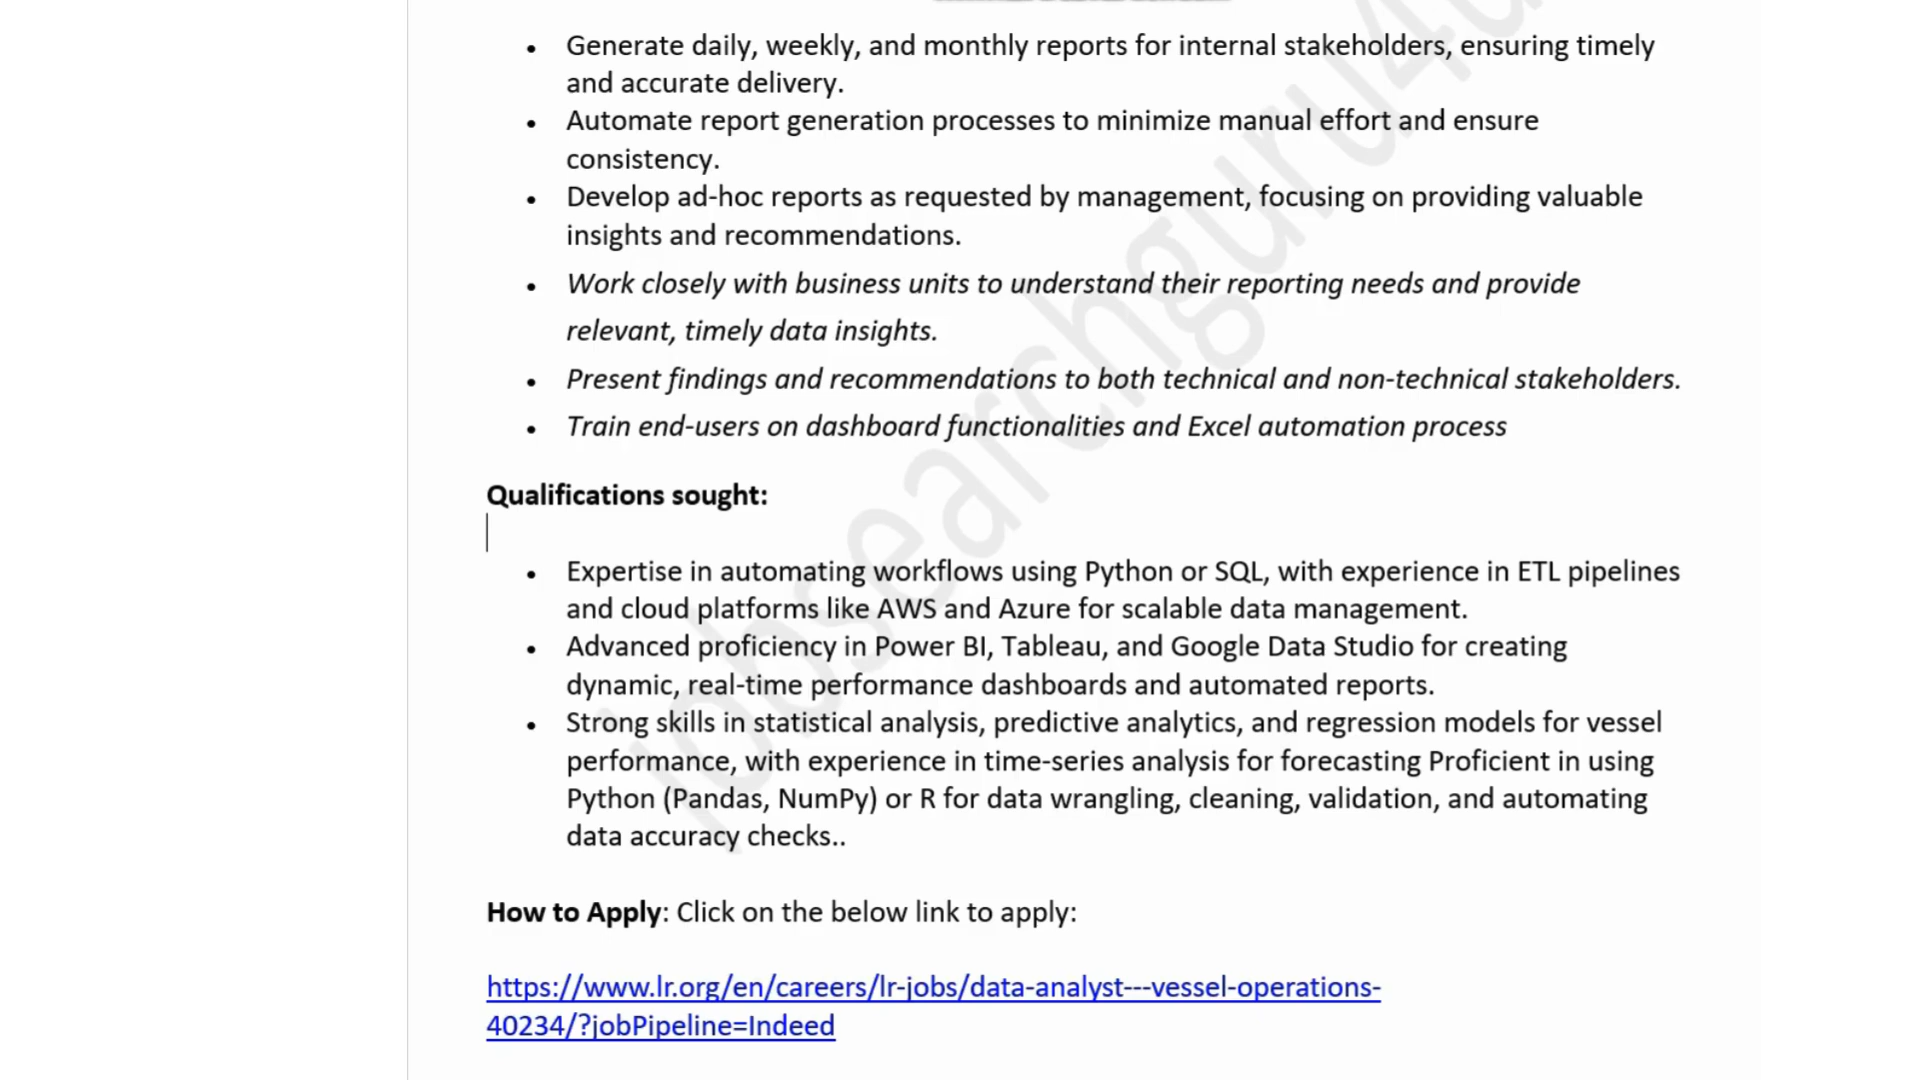 • Generate daily, weekly, and monthly reports for internal stakeholders, ensuring timely
and accurate delivery.
• Automate report generation processes to minimize manual effort and ensure
consistency.
• Develop ad-hoc reports as requested by management, focusing on providing valuable
insights and recommendations.
• Work closely with business units to understand their reporting needs and provide
relevant, timely data insights.
• Present findings and recommendations to both technical and non-technical stakeholders.
• Train end-users on dashboard functionalities and Excel automation process
Qualifications sought:
• Expertise in automating workflows using Python or SQL, with experience in ETL pipelines
and cloud platforms like AWS and Azure for scalable data management.
• Advanced proficiency in Power BI, Tableau, and Google Data Studio for creating
dynamic, real-time performance dashboards and automated reports.
• Strong skills in statistical analysis, predictive analytics, and regression models for vessel
performance, with experience in time-series analysis for forecasting Proficient in using
Python (Pandas, NumPy) or R for data wrangling, cleaning, validation, and automating
data accuracy checks..
How to Apply: Click on the below link to apply:
https://www.lr.org/en/careers/lr-jobs/data-analyst---vessel-operations-
40234/?jobPipeline=Indeed